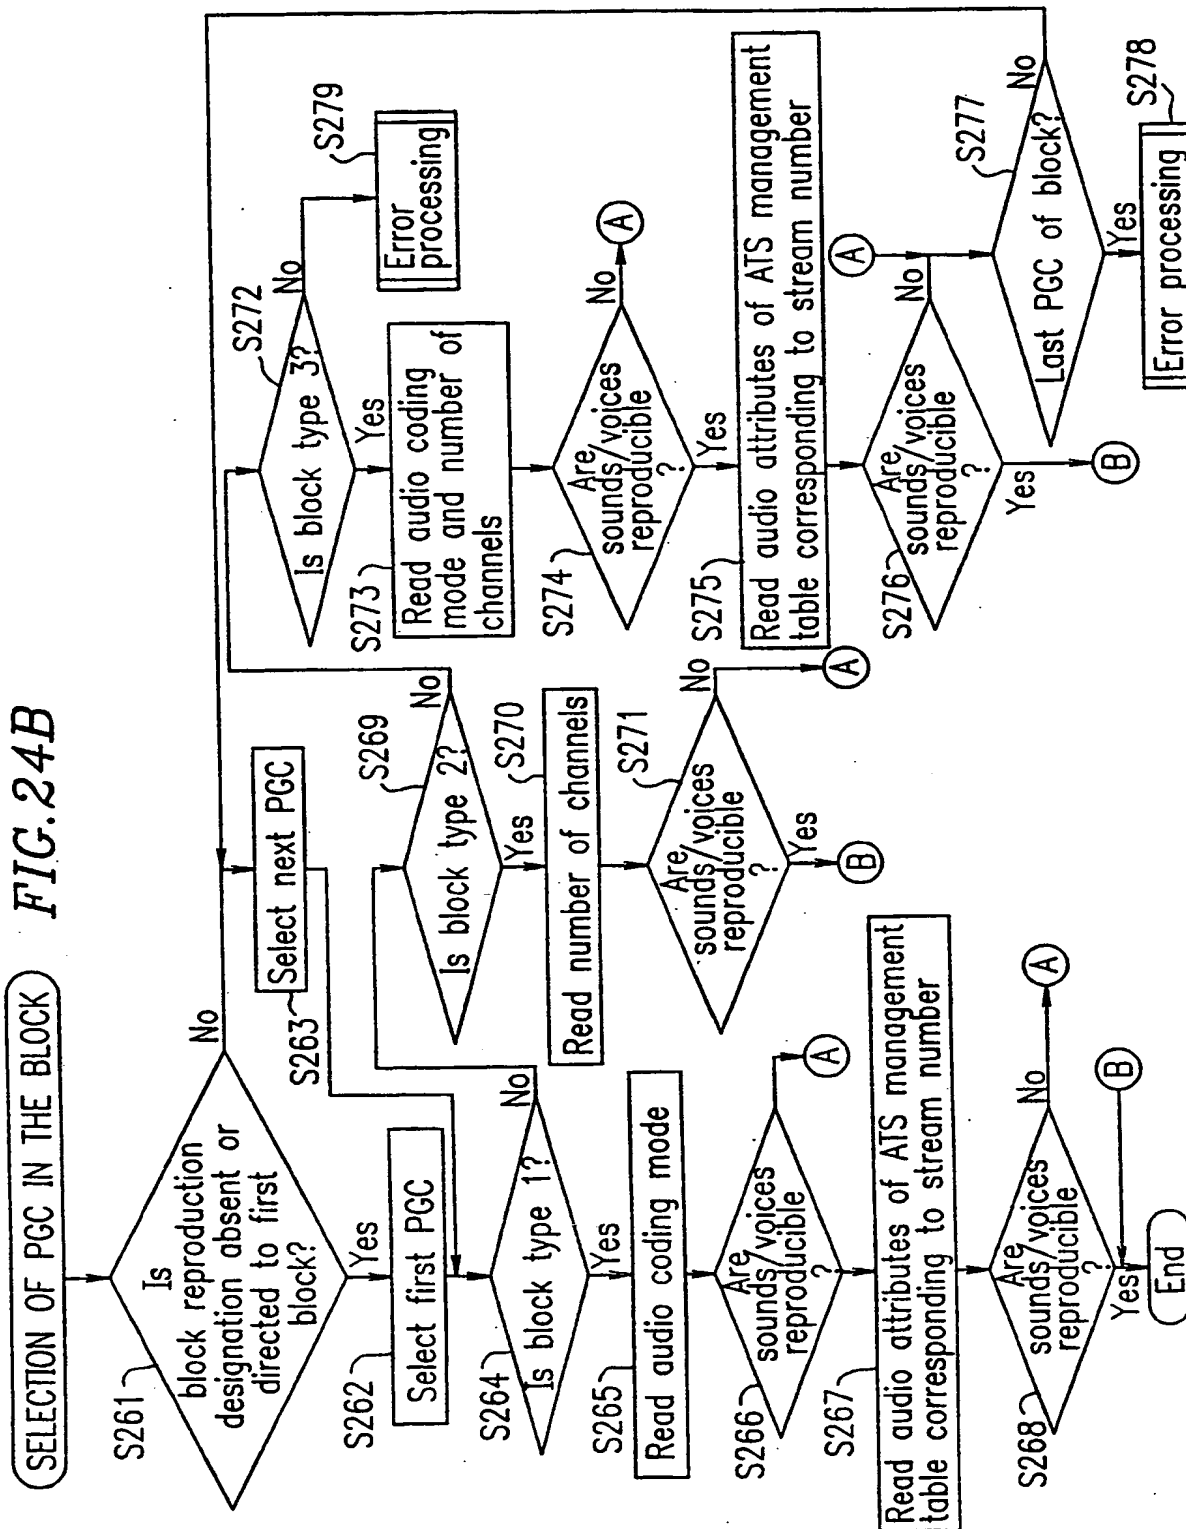 FIG.24B
SELECTION OF PGC IN THE BLOCK
S261
Is
block reproduction
designation absent or
directed to first
block?
No
Yes
S262
Select first PGC
S263
Select next PGC
S264
Is block type 1?
No
Yes
S265
Read audio coding mode
S266
Are
sounds/voices
reproducible
?
A
S267
Read audio attributes of ATS management
table corresponding to stream number
S268
Are
sounds/voices
reproducible
?
No
A
Yes
B
End
S269
Is block type 2?
No
Yes
S270
Read number of channels
S271
Are
sounds/voices
reproducible
?
No
A
Yes
B
S272
Is block type 3?
No
Yes
S279
Error
processing
S273
Read audio coding
mode and number of
channels
S274
Are
sounds/voices
reproducible
?
No
A
Yes
S275
Read audio attributes of ATS management
table corresponding to stream number
S276
Are
sounds/voices
reproducible
?
No
A
Yes
B
S277
Last PGC of block?
No
Yes
S278
Error processing